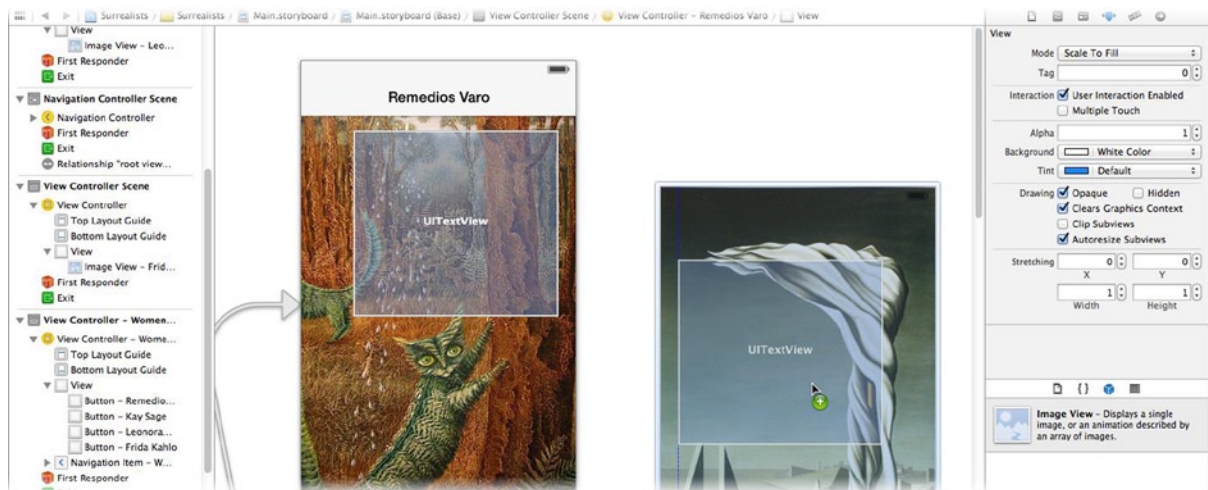 Surrealists Surrealists Main.storyboard Main.storyboard (Base) View Controller Scene View Controller – Remedios Varo View
View
Image View – Leo...
First Responder
Exit
Navigation Controller Scene
Navigation Controller
First Responder
Exit
Relationship "root view...
View Controller Scene
View Controller
Top Layout Guide
Bottom Layout Guide
View
Image View – Frid...
First Responder
Exit
View Controller – Women...
View Controller – Wome...
Top Layout Guide
Bottom Layout Guide
View
Button – Remedio...
Button – Kay Sage
Button – Leonora...
Button – Frida Kahlo
Navigation Item – W...
First Responder
Remedios Varo
UITextView
UITextView
View
Mode Scale To Fill
Tag 0
Interaction User Interaction Enabled
Multiple Touch
Alpha 1
Background White Color
Tint Default
Drawing Opaque Hidden
Clears Graphics Context
Clip Subviews
Autoresize Subviews
Stretching 0 0
X Y
1 1
Width Height
{ }
Image View – Displays a single
image, or an animation described by
an array of images.